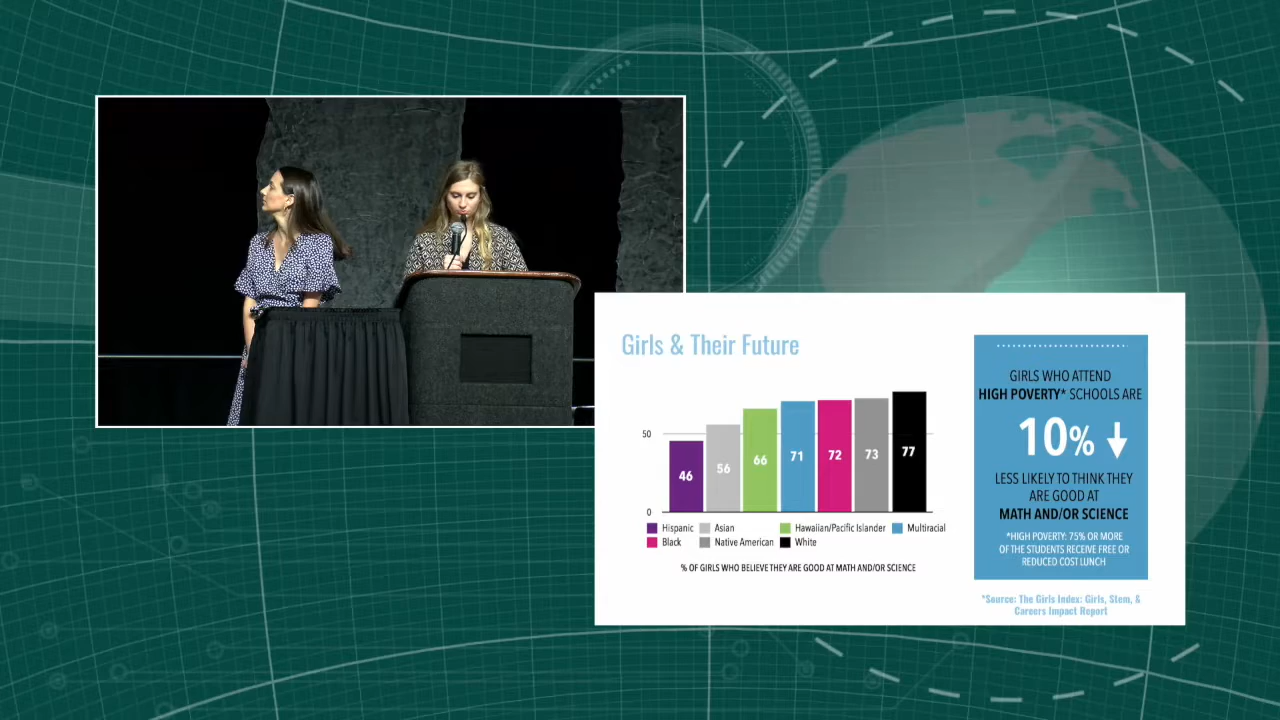 Girls & Their Future
50
0
46
56
66
71
72
73
77
Hispanic
Asian
Hawaiian/Pacific Islander
Multiracial
Black
Native American
White
% OF GIRLS WHO BELIEVE THEY ARE GOOD AT MATH AND/OR SCIENCE
GIRLS WHO ATTEND
HIGH POVERTY* SCHOOLS ARE
10%
LESS LIKELY TO THINK THEY
ARE GOOD AT
MATH AND/OR SCIENCE
*HIGH POVERTY: 75% OR MORE
OF THE STUDENTS RECEIVE FREE OR
REDUCED COST LUNCH
*Source: The Girls Index: Girls, Stem, &
Careers Impact Report